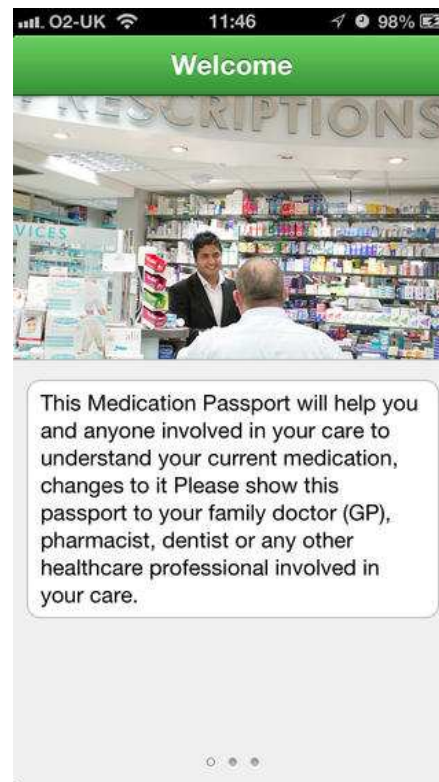 O2-UK 11:46 98%
Welcome
PRESCRIPTIONS
VICES
This Medication Passport will help you
and anyone involved in your care to
understand your current medication,
changes to it Please show this
passport to your family doctor (GP),
pharmacist, dentist or any other
healthcare professional involved in
your care.